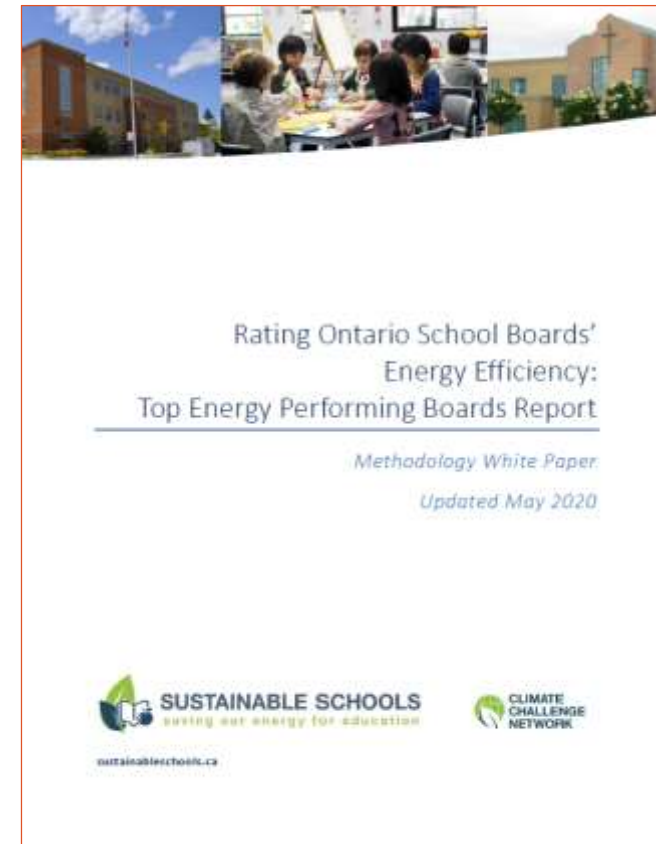 Rating Ontario School Boards'
Energy Efficiency:
Top Energy Performing Boards Report
Methodology White Paper
Updated May 2020
SUSTAINABLE SCHOOLS
saving our energy for education
CLIMATE
CHALLENGE
NETWORK
sustainableschools.ca